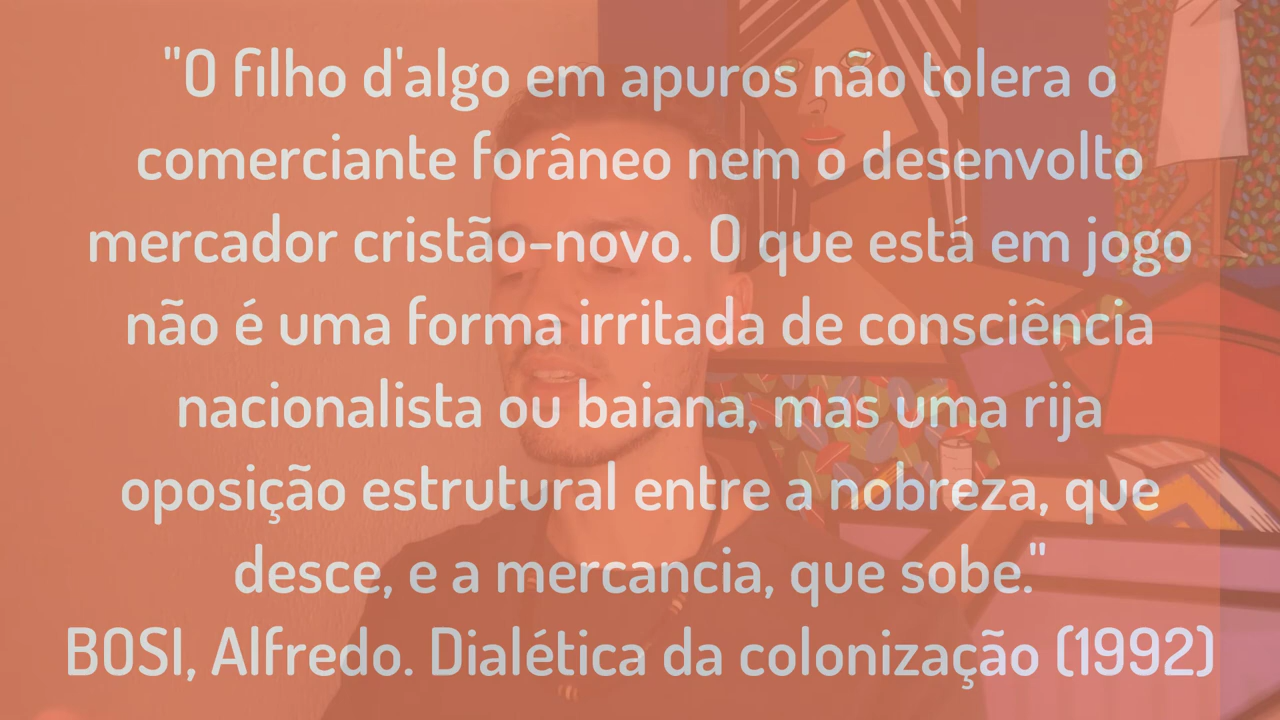 "O filho d'algo em apuros não tolera o
comerciante forâneo nem o desenvolto
mercador cristão-novo. O que está em jogo
não é uma forma irritada de consciência
nacionalista ou baiana, mas uma rija
oposição estrutural entre a nobreza, que
desce, e a mercancia, que sobe."
BOSI, Alfredo. Dialética da colonização (1992)